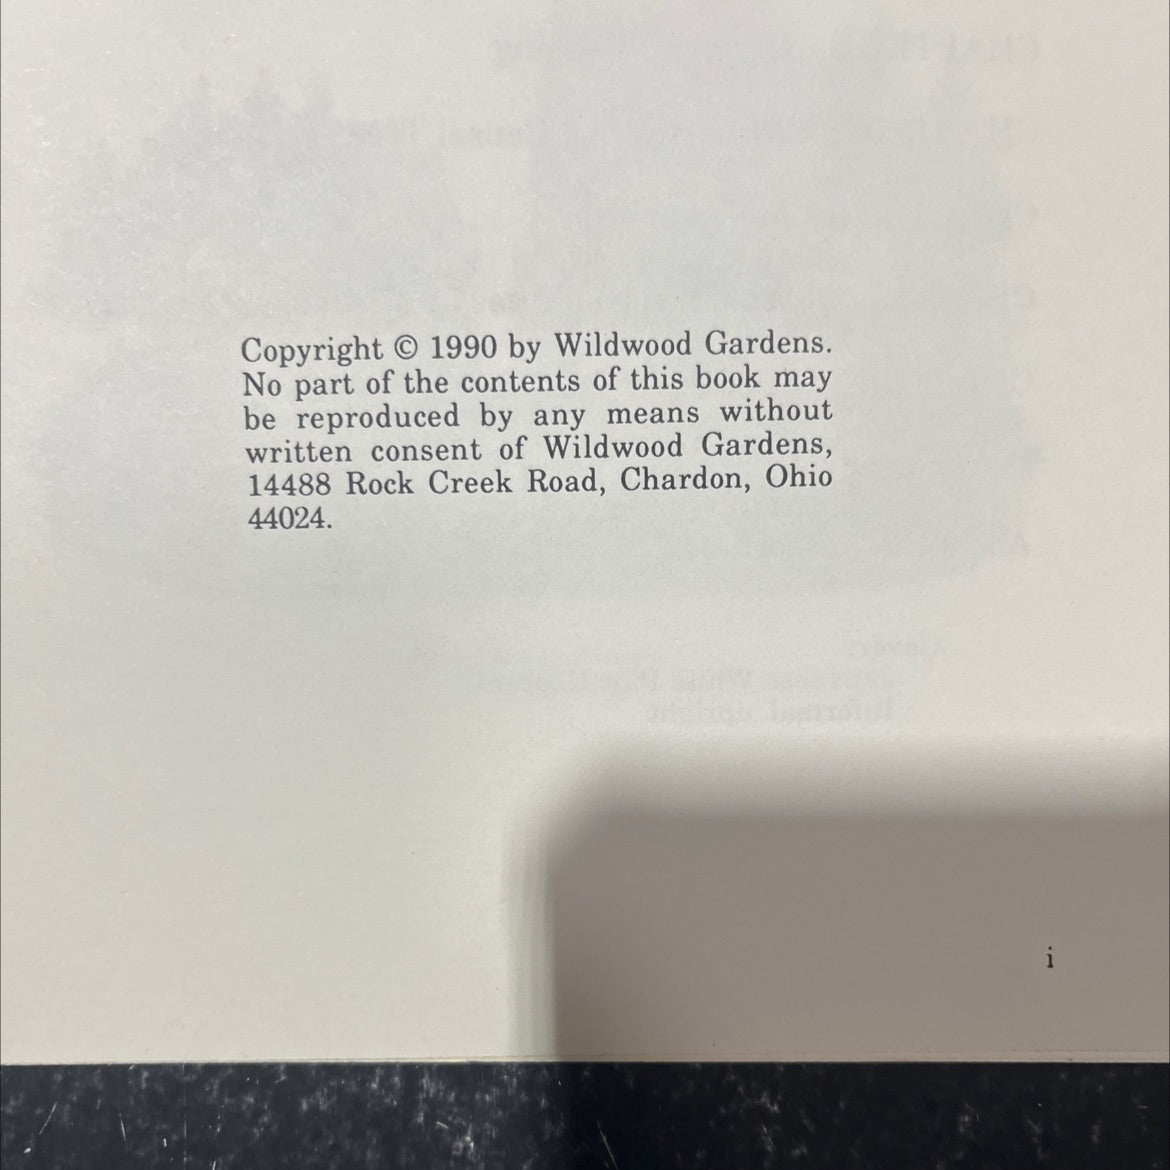 Copyright © 1990 by Wildwood Gardens.
No part of the contents of this book may
be reproduced by any means without
written consent of Wildwood Gardens,
14488 Rock Creek Road, Chardon, Ohio
44024.
i